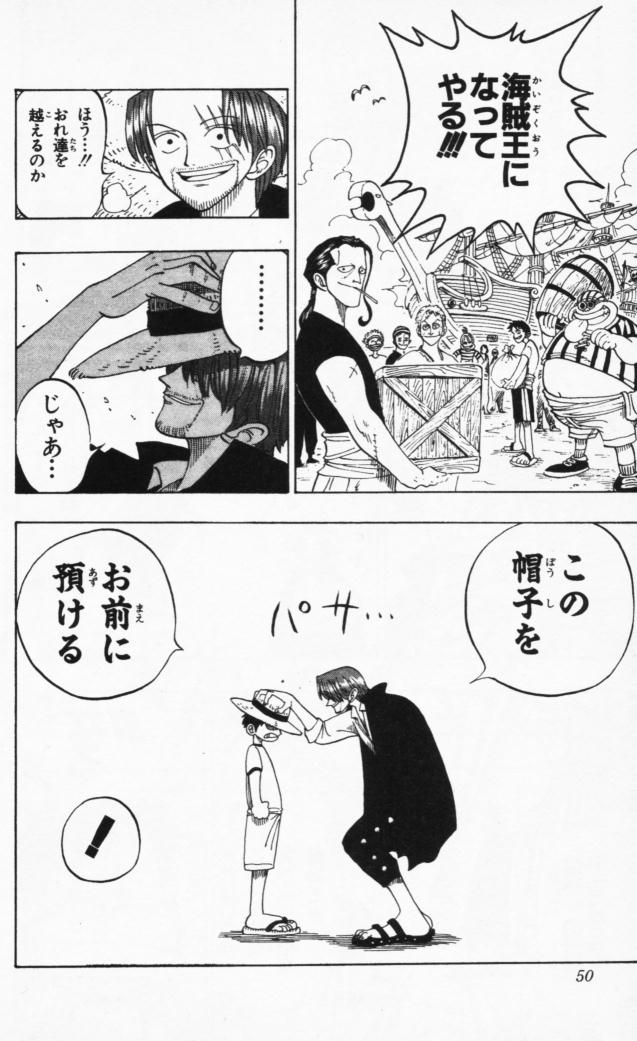 海賊王に
なって
やる!!!
ほう…!!
おれ達を
越えるのか
………
じゃあ…
この
帽子を
パサ…
お前に
預ける
!
50